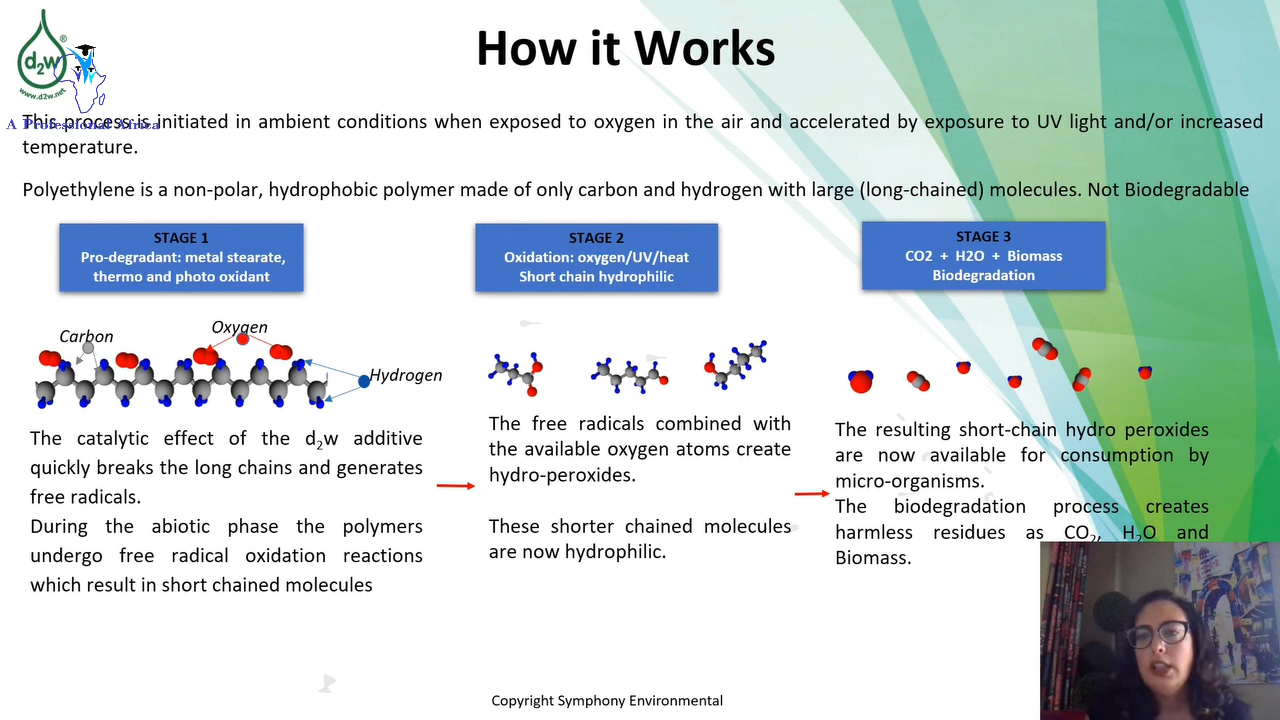 How it Works
d2w®
www.d2w.net
A Professional Africa
This process is initiated in ambient conditions when exposed to oxygen in the air and accelerated by exposure to UV light and/or increased
temperature.
Polyethylene is a non-polar, hydrophobic polymer made of only carbon and hydrogen with large (long-chained) molecules. Not Biodegradable
STAGE 1
Pro-degradant: metal stearate,
thermo and photo oxidant
Carbon
Oxygen
Hydrogen
The catalytic effect of the d2w additive
quickly breaks the long chains and generates
free radicals.
During the abiotic phase the polymers
undergo free radical oxidation reactions
which result in short chained molecules
STAGE 2
Oxidation: oxygen/UV/heat
Short chain hydrophilic
The free radicals combined with
the available oxygen atoms create
hydro-peroxides.
These shorter chained molecules
are now hydrophilic.
STAGE 3
CO2 + H2O + Biomass
Biodegradation
The resulting short-chain hydro peroxides
are now available for consumption by
micro-organisms.
The biodegradation process creates
harmless residues as CO2, H2O and
Biomass.
Copyright Symphony Environmental